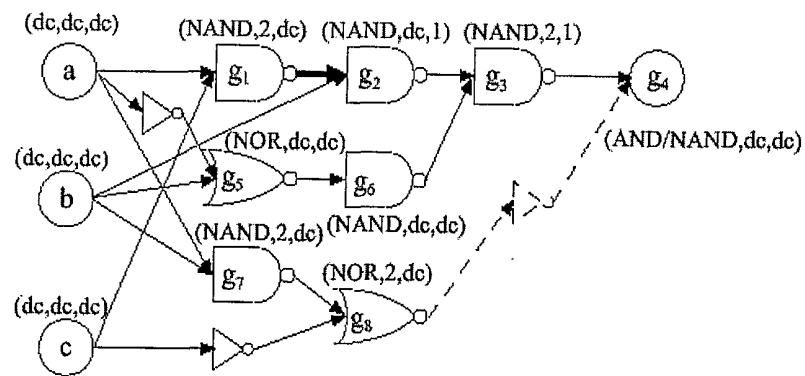 (dc,dc,dc) (NAND,2,dc) (NAND,dc,1) (NAND,2,1)
a g1 g2 g3 g4
(dc,dc,dc) (NOR,dc,dc) (AND/NAND,dc,dc)
b g5 g6
(NAND,2,dc) (NAND,dc,dc)
(dc,dc,dc) g7 (NOR,2,dc)
c g8